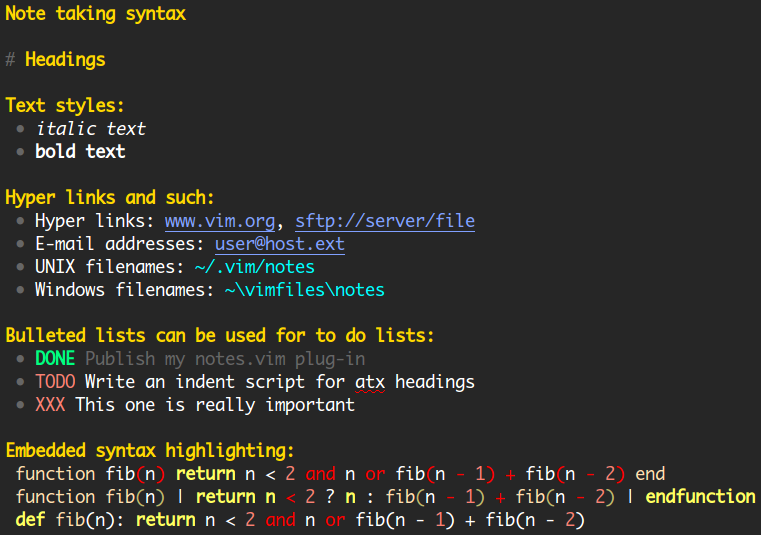 Note taking syntax
# Headings
Text styles:
• italic text
• bold text
Hyper links and such:
• Hyper links: www.vim.org, sftp://server/file
• E-mail addresses: user@host.ext
• UNIX filenames: ~/.vim/notes
• Windows filenames: ~\vimfiles\notes
Bulleted lists can be used for to do lists:
• DONE Publish my notes.vim plug-in
• TODO Write an indent script for atx headings
• XXX This one is really important
Embedded syntax highlighting:
function fib(n) return n < 2 and n or fib(n - 1) + fib(n - 2) end
function fib(n) | return n < 2 ? n : fib(n - 1) + fib(n - 2) | endfunction
def fib(n): return n < 2 and n or fib(n - 1) + fib(n - 2)